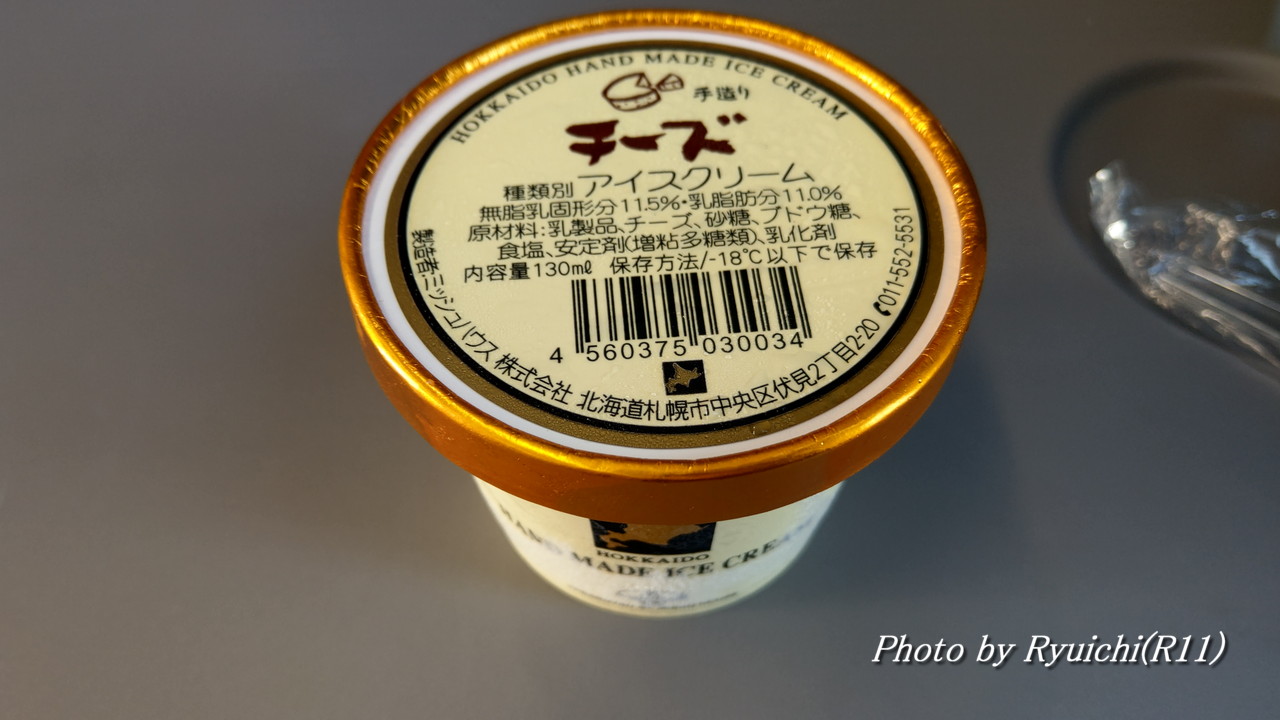 HOKKAIDO HAND MADE ICE CREAM
手造り
チーズ
種類別 アイスクリーム
無脂乳固形分11.5%・乳脂肪分11.0%
原材料:乳製品、チーズ、砂糖、ブドウ糖、
食塩、安定剤(増粘多糖類)、乳化剤
内容量130mℓ 保存方法/-18℃以下で保存
4 560375 030034
製造者:ミッシュハウス 株式会社 北海道札幌市中央区伏見2丁目2-20 ✆011-552-5531
HOKKAIDO
HAND MADE ICE CREAM
Photo by Ryuichi(R11)